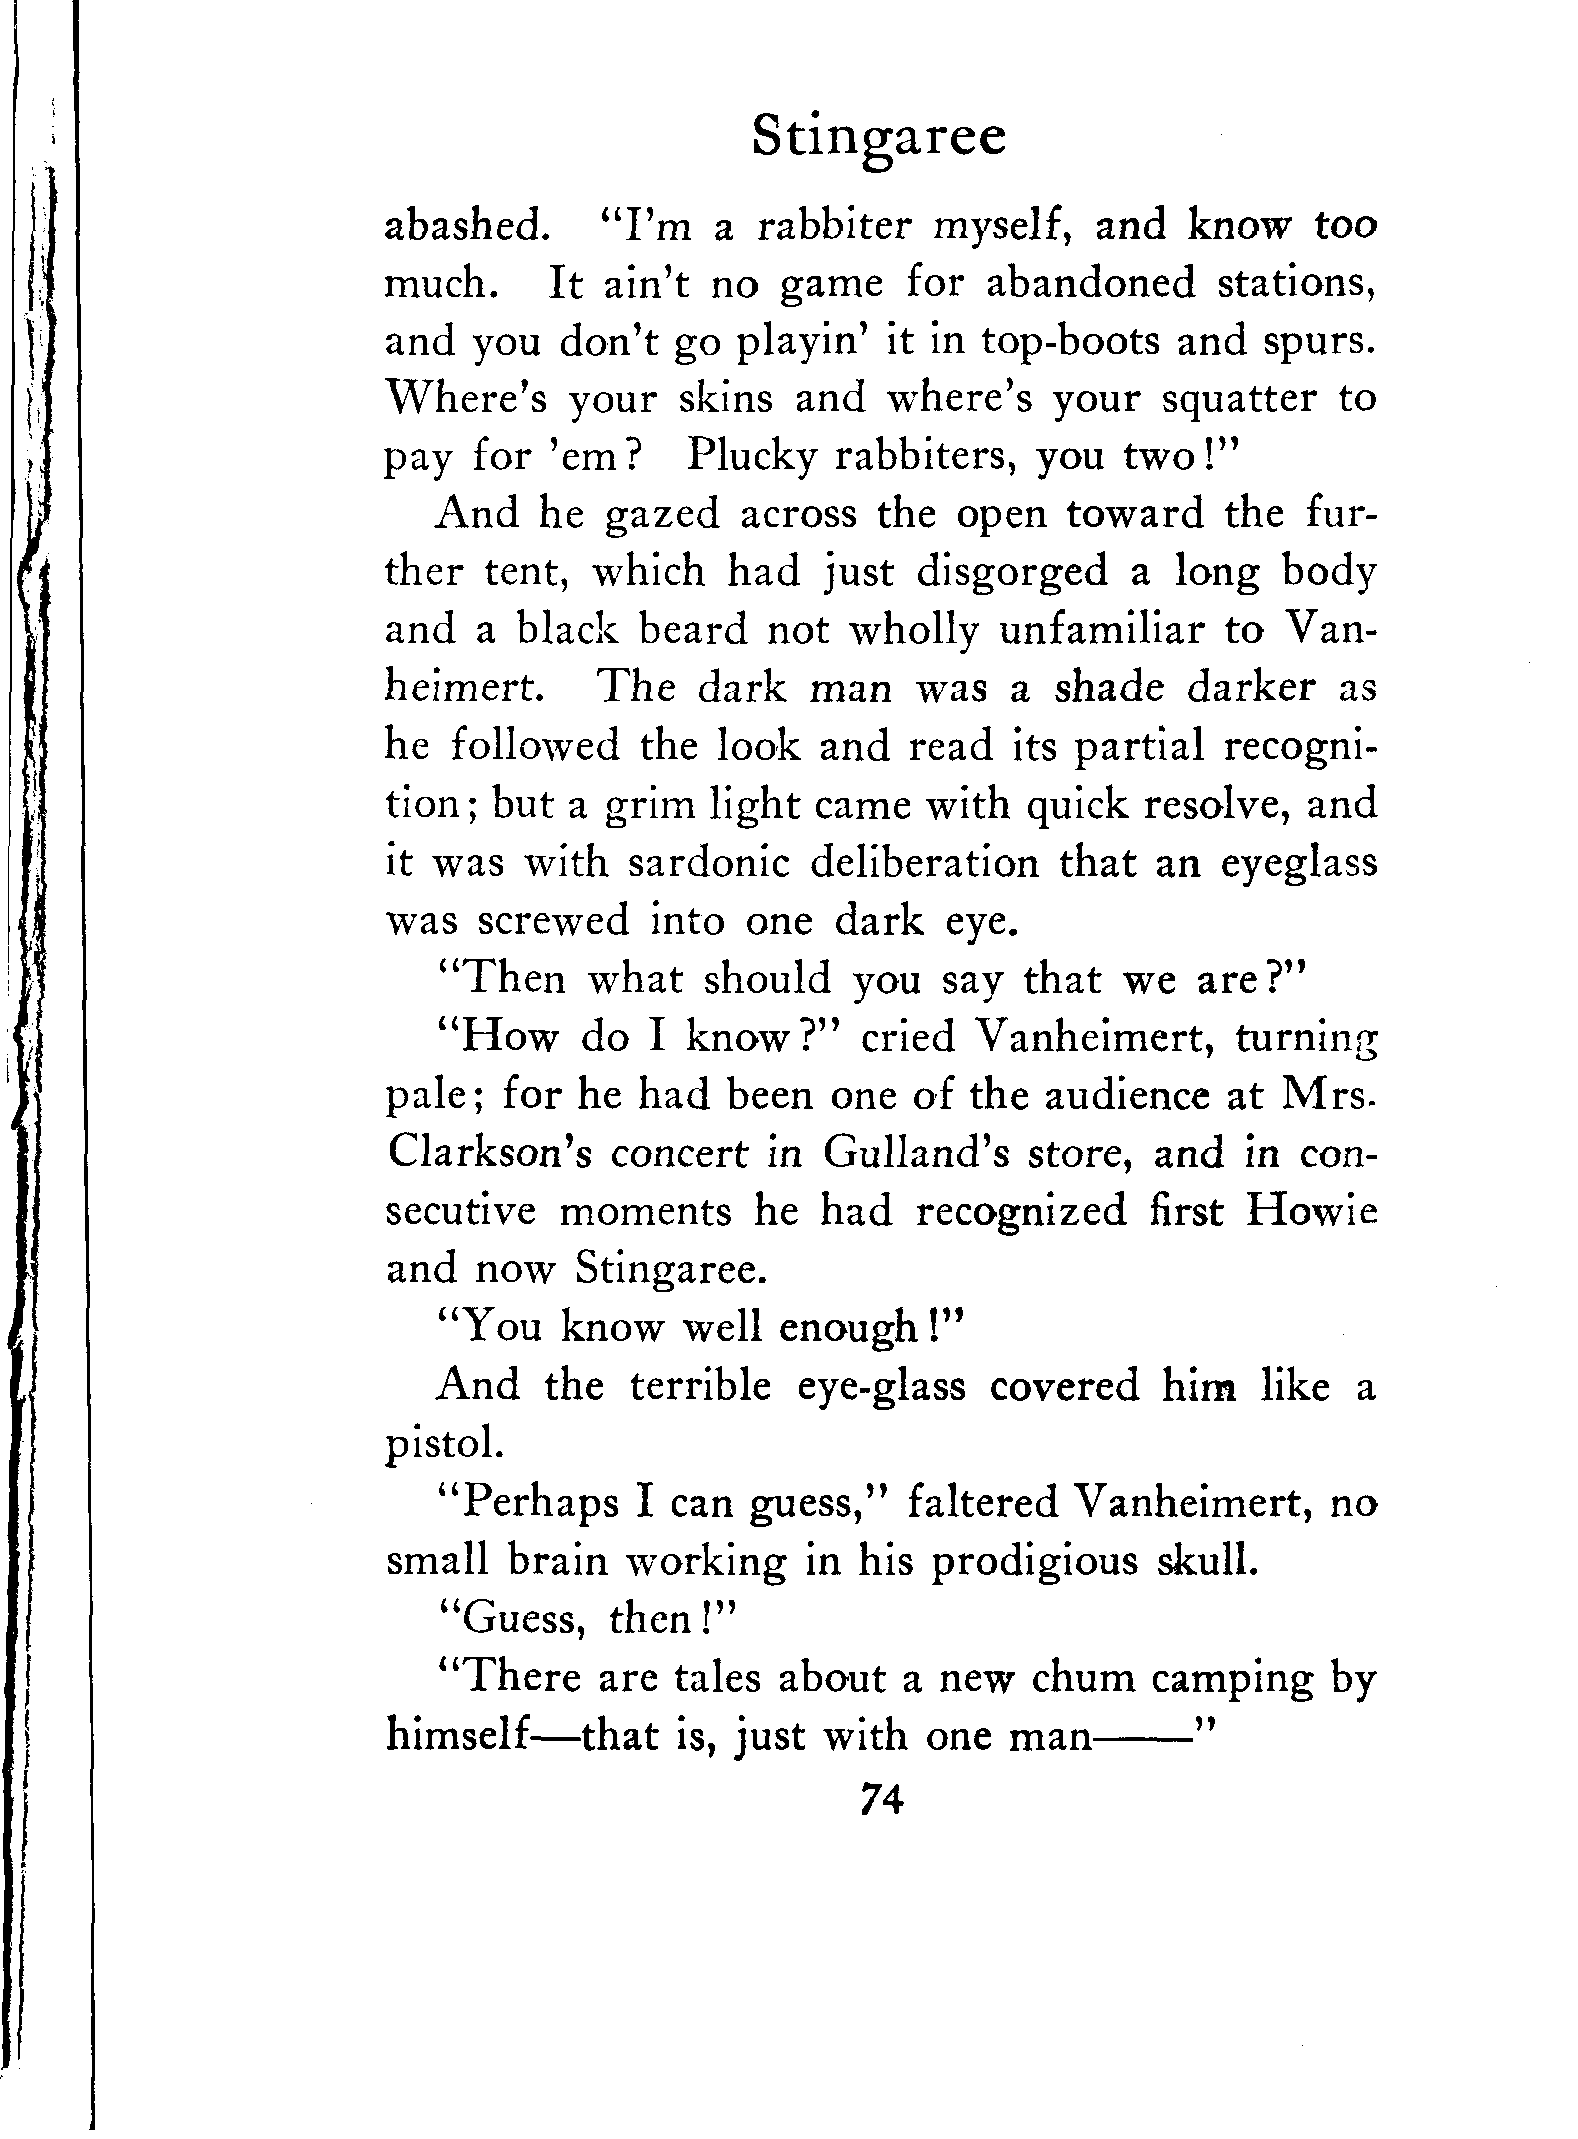 Stingaree
abashed. "I'm a rabbiter myself, and know too
much. It ain't no game for abandoned stations,
and you don't go playin' it in top-boots and spurs.
Where's your skins and where's your squatter to
pay for 'em? Plucky rabbiters, you two!"
And he gazed across the open toward the fur-
ther tent, which had just disgorged a long body
and a black beard not wholly unfamiliar to Van-
heimert. The dark man was a shade darker as
he followed the look and read its partial recogni-
tion; but a grim light came with quick resolve, and
it was with sardonic deliberation that an eyeglass
was screwed into one dark eye.
"Then what should you say that we are?"
"How do I know?" cried Vanheimert, turning
pale; for he had been one of the audience at Mrs.
Clarkson's concert in Gulland's store, and in con-
secutive moments he had recognized first Howie
and now Stingaree.
"You know well enough!"
And the terrible eye-glass covered him like a
pistol.
"Perhaps I can guess," faltered Vanheimert, no
small brain working in his prodigious skull.
"Guess, then!"
"There are tales about a new chum camping by
himself—that is, just with one man——"
74